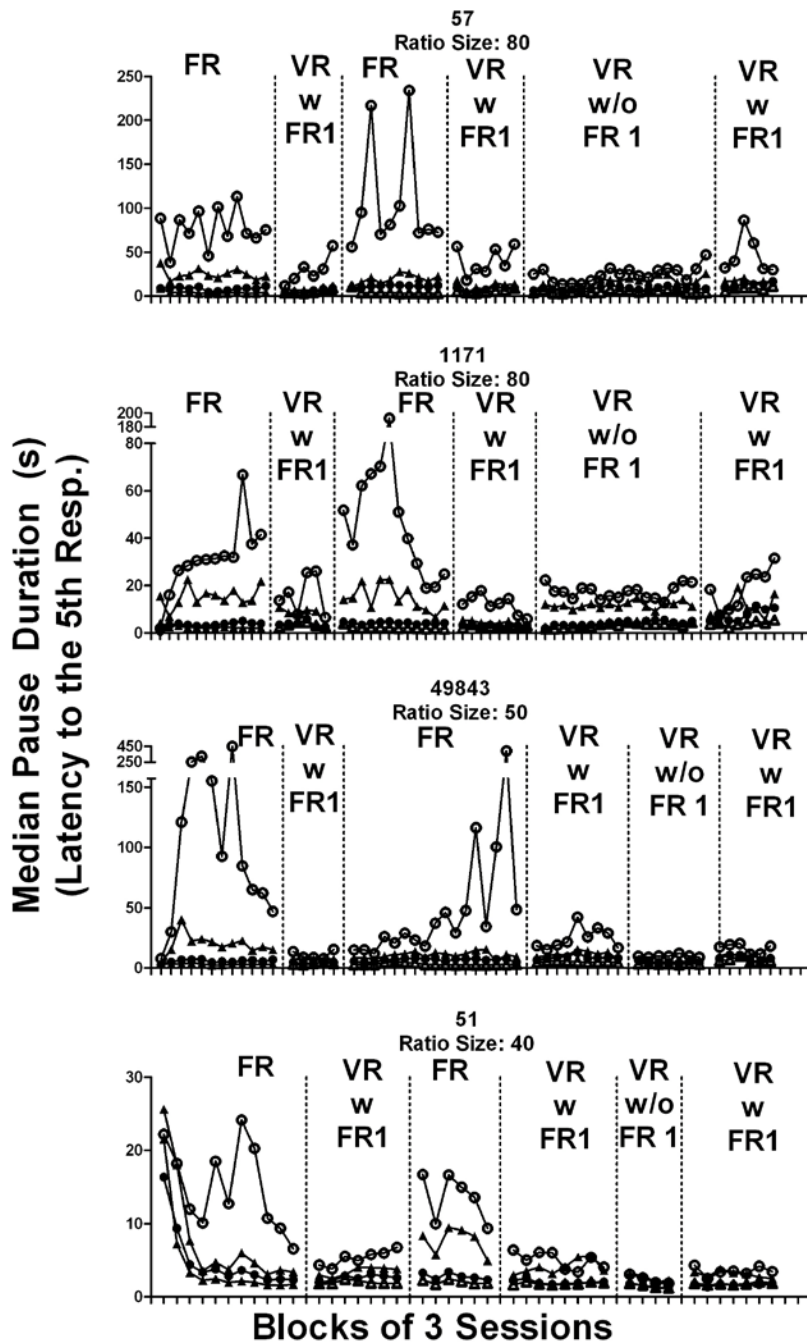 57
Ratio Size: 80
FR VR w FR1 FR VR w FR1 VR w/o FR 1 VR w FR1
250
200
150
100
50
0
1171
Ratio Size: 80
FR VR w FR1 FR VR w FR1 VR w/o FR 1 VR w FR1
200
180
80
60
40
20
0
49843
Ratio Size: 50
FR VR w FR1 FR VR w FR1 VR w/o FR 1 VR w FR1
450
250
150
100
50
0
51
Ratio Size: 40
FR VR w FR1 FR VR w FR1 VR w/o FR 1 VR w FR1
30
20
10
0
Median Pause Duration (s)
(Latency to the 5th Resp.)
Blocks of 3 Sessions